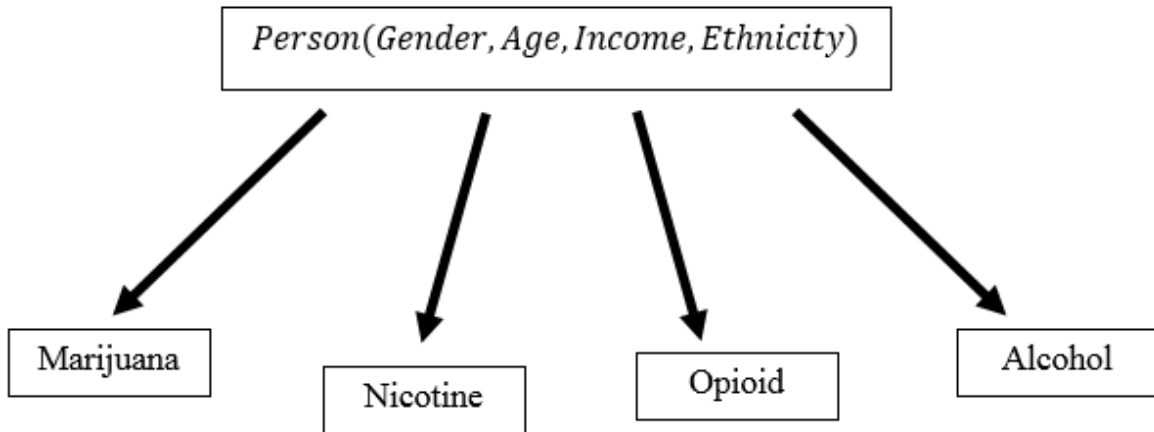 Person(Gender, Age, Income, Ethnicity)
Marijuana
Nicotine
Opioid
Alcohol